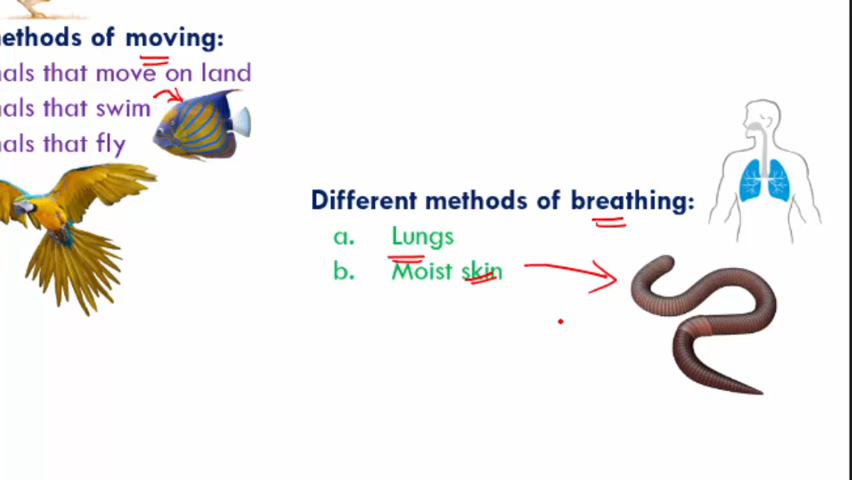 ethods of moving:
nals that move on land
nals that swim
nals that fly
Different methods of breathing:
a. Lungs
b. Moist skin